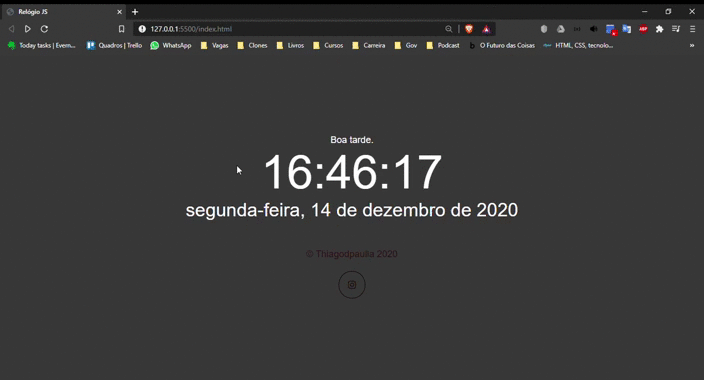 Relógio JS
127.0.0.1:5500/index.html
Today tasks | Evern...
Quadros | Trello
WhatsApp
Vagas
Clones
Livros
Cursos
Carreira
Gov
Podcast
O Futuro das Coisas
HTML, CSS, tecnolo...
Boa tarde.
16:46:17
segunda-feira, 14 de dezembro de 2020